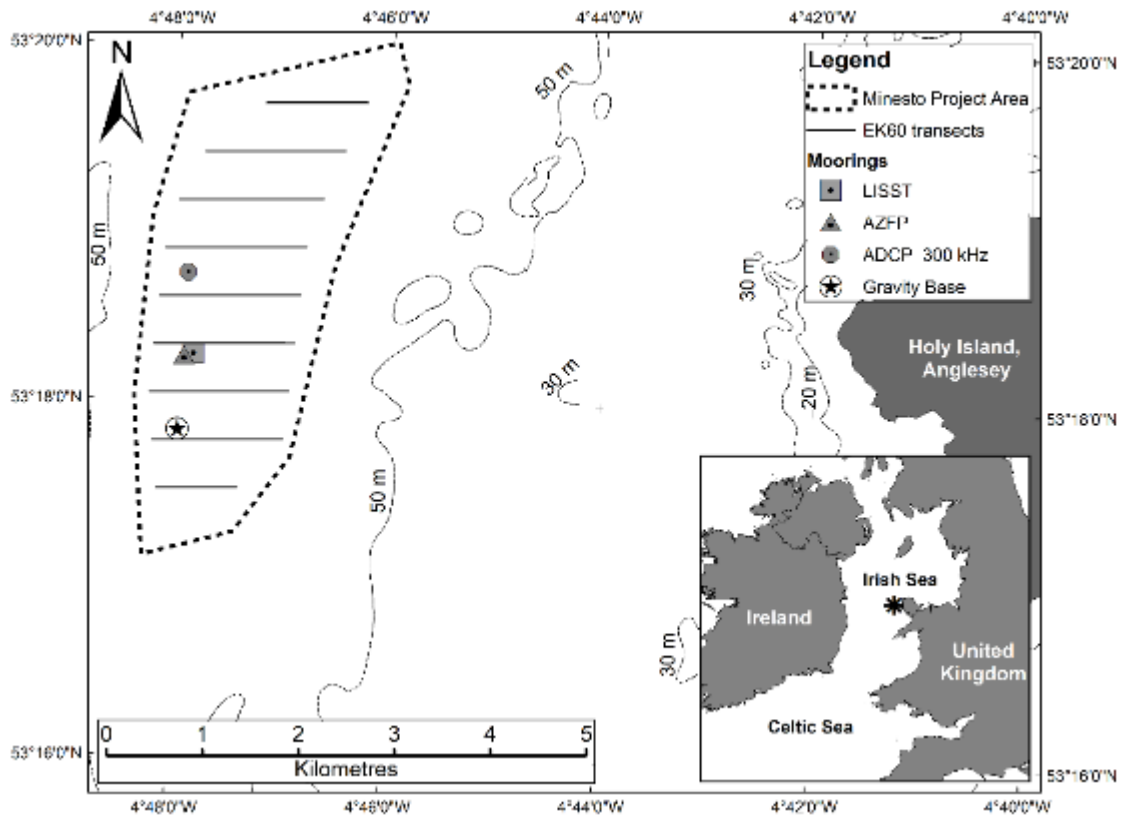 4°48'0"W 4°46'0"W 4°44'0"W 4°42'0"W 4°40'0"W
53°20'0"N
53°20'0"N
N
50 m
Legend
Minesto Project Area
EK60 transects
Moorings
LISST
AZFP
ADCP 300 kHz
Gravity Base
50 m
30 m
Holy Island,
Anglesey
30 m
20 m
53°18'0"N
53°18'0"N
50 m
30 m
Irish Sea
Ireland
United
Kingdom
Celtic Sea
0 1 2 3 4 5
Kilometres
53°16'0"N
53°16'0"N
4°48'0"W 4°46'0"W 4°44'0"W 4°42'0"W 4°40'0"W